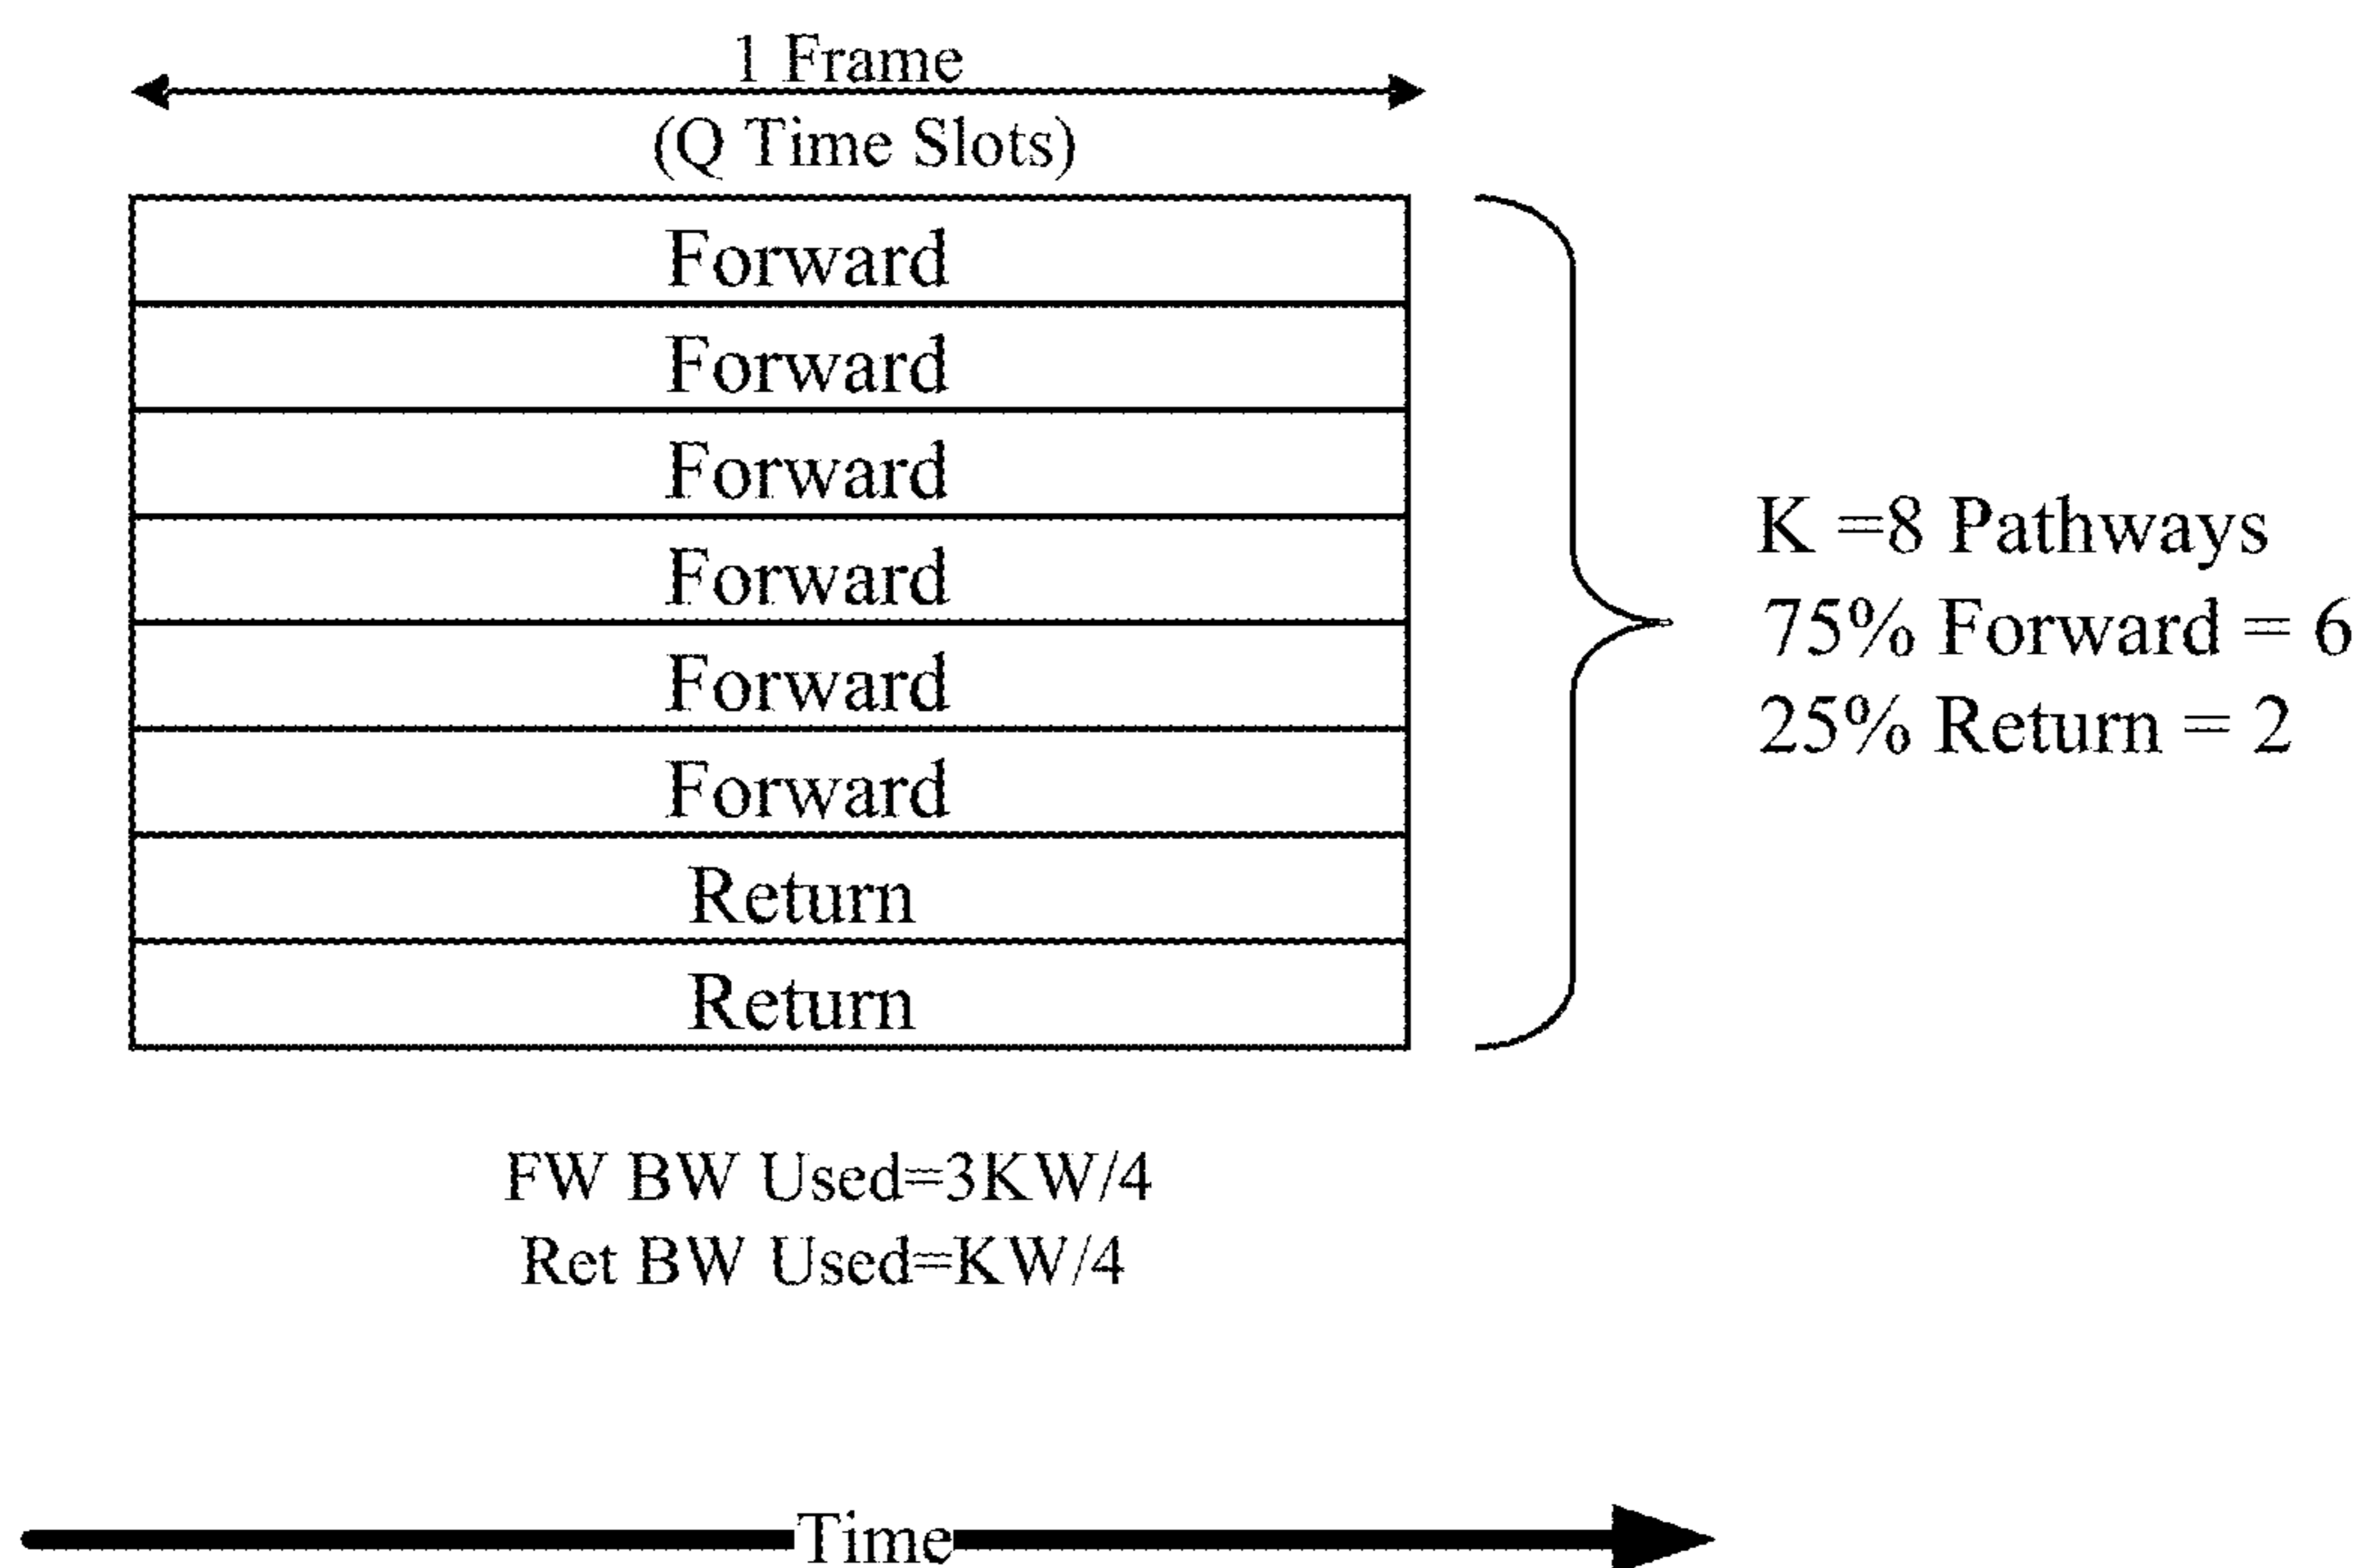 1 Frame
(Q Time Slots)
Forward
Forward
Forward
Forward
Forward
Forward
Return
Return
K =8 Pathways
75% Forward = 6
25% Return = 2
FW BW Used=3KW/4
Ret BW Used=KW/4
Time